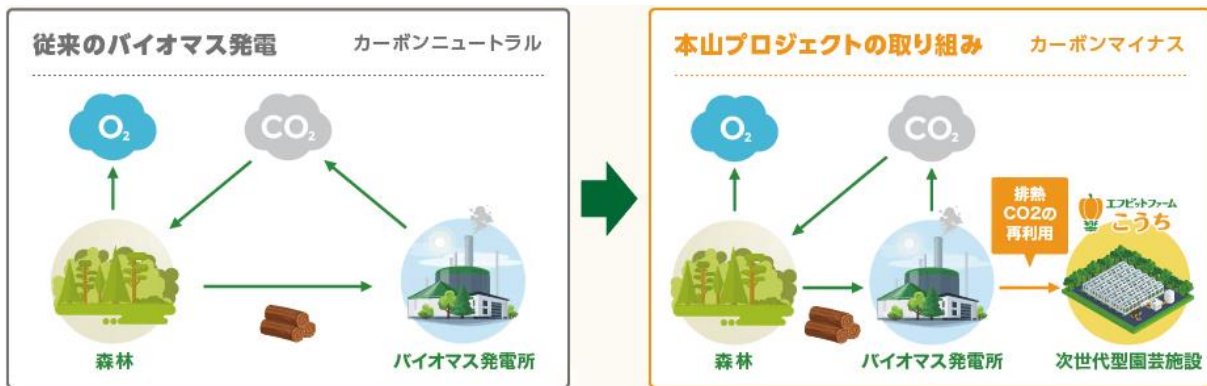 従来のバイオマス発電
カーボンニュートラル
O₂
CO₂
森林
バイオマス発電所
本山プロジェクトの取り組み
カーボンマイナス
O₂
CO₂
排熱
CO2の
再利用
エフビットファーム
こうち
森林
バイオマス発電所
次世代型園芸施設